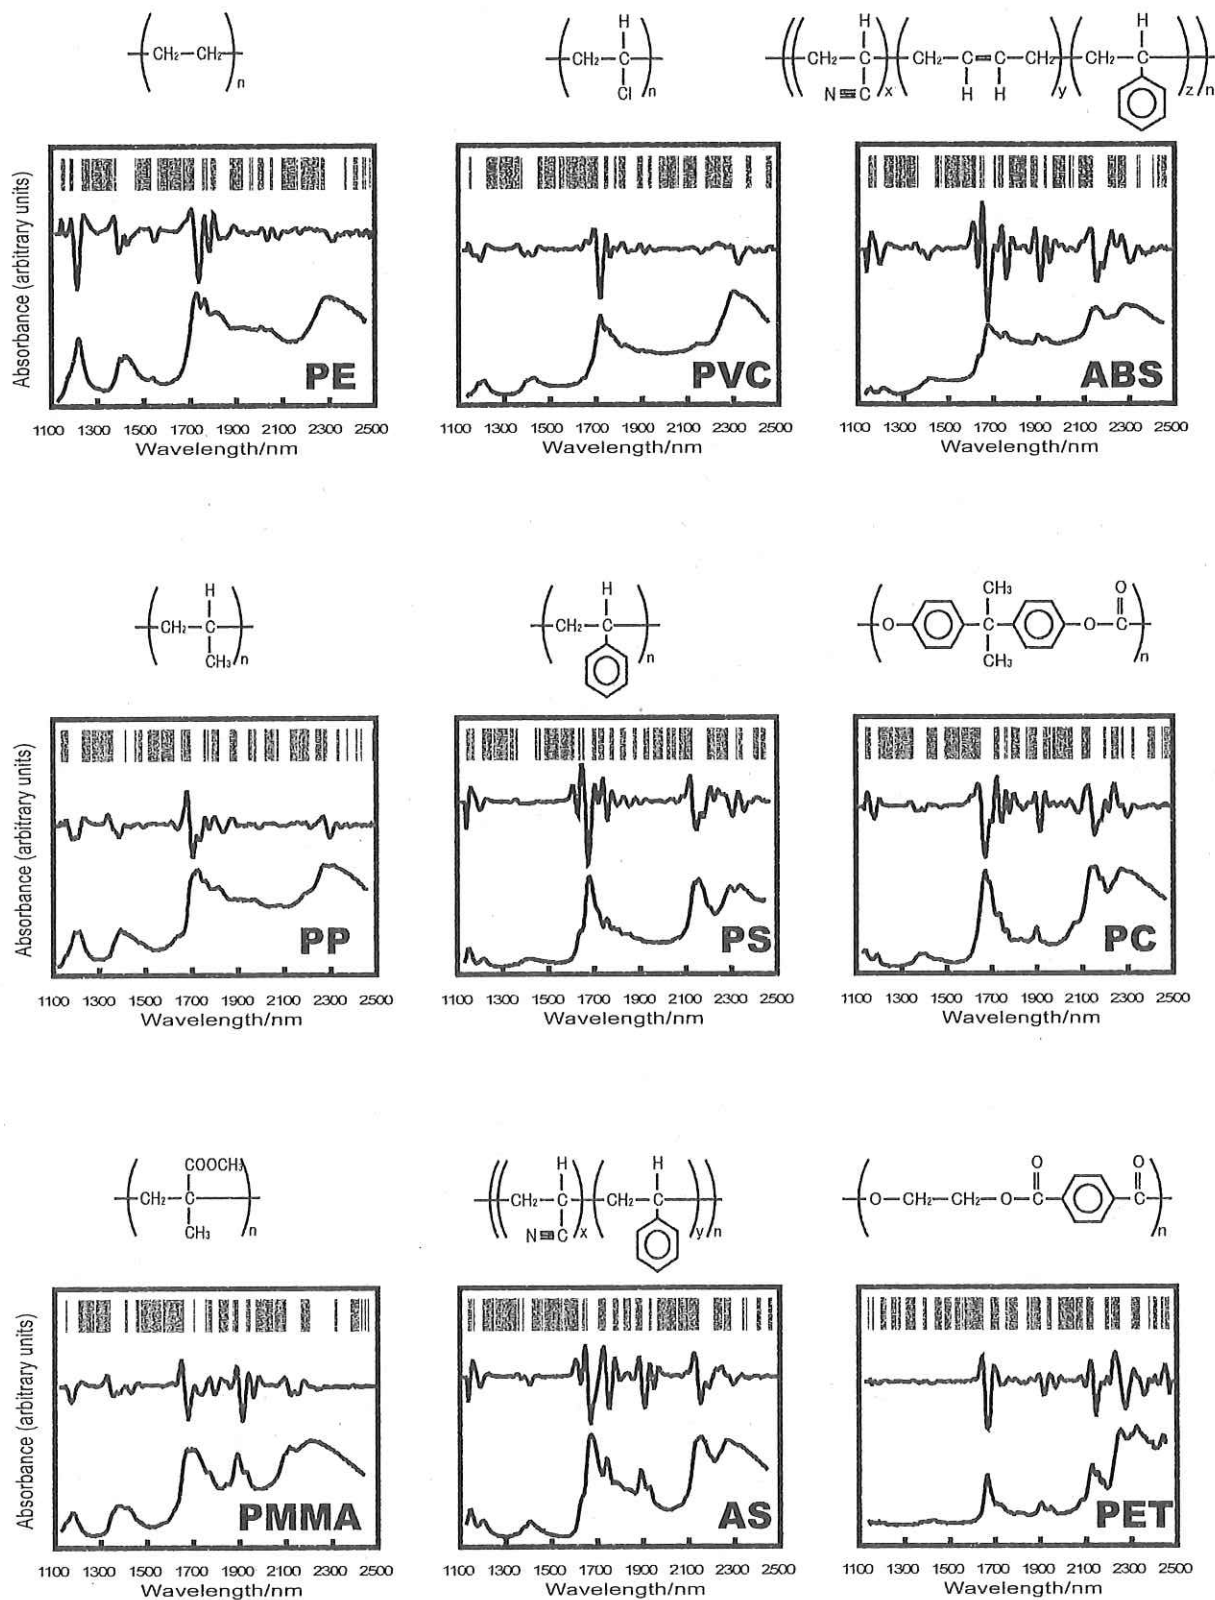 CH2 CH2 n
H
CH2 C
Cl n
H
CH2 C
N≡C x
CH2 C=C CH2
H H y
H
CH2 C
z n
Absorbance (arbitrary units)
PE
1100 1300 1500 1700 1900 2100 2300 2500
Wavelength/nm
PVC
1100 1300 1500 1700 1900 2100 2300 2500
Wavelength/nm
ABS
1100 1300 1500 1700 1900 2100 2300 2500
Wavelength/nm
H
CH2 C
CH3 n
H
CH2 C
n
CH3
O C O C
O
CH3
n
Absorbance (arbitrary units)
PP
1100 1300 1500 1700 1900 2100 2300 2500
Wavelength/nm
PS
1100 1300 1500 1700 1900 2100 2300 2500
Wavelength/nm
PC
1100 1300 1500 1700 1900 2100 2300 2500
Wavelength/nm
COOCH3
CH2 C
CH3 n
H
CH2 C
N≡C x
H
CH2 C
y n
O O
O CH2 CH2 O C C
n
Absorbance (arbitrary units)
PMMA
1100 1300 1500 1700 1900 2100 2300 2500
Wavelength/nm
AS
1100 1300 1500 1700 1900 2100 2300 2500
Wavelength/nm
PET
1100 1300 1500 1700 1900 2100 2300 2500
Wavelength/nm